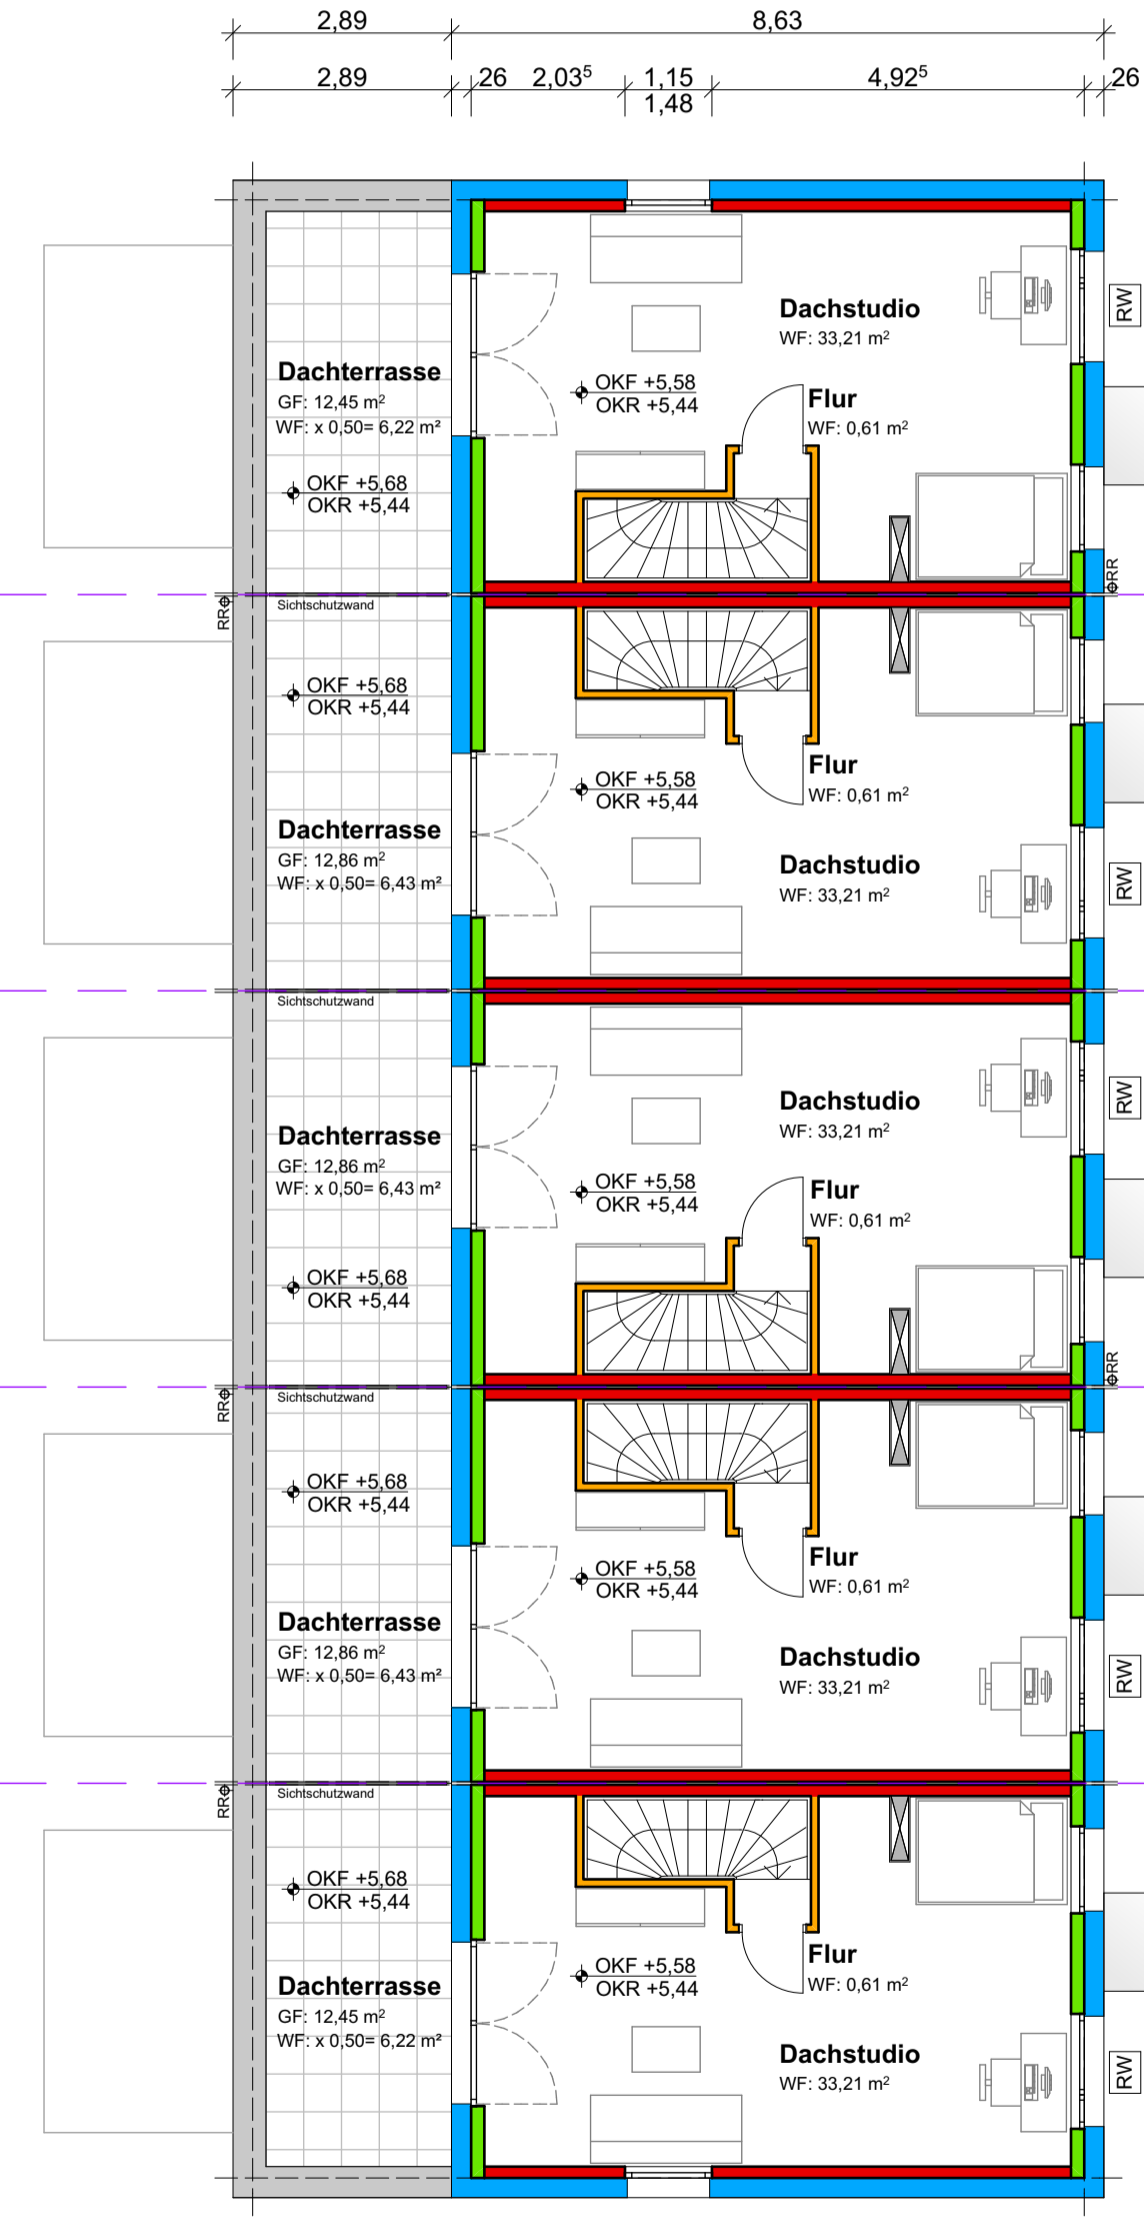 2,89 8,63
2,89 26 2,03⁵ 1,15 4,92⁵ 26
1,48
Dachstudio
WF: 33,21 m²
RW
Dachterrasse
GF: 12,45 m²
WF: x 0,50= 6,22 m²
OKF +5,58
OKR +5,44
Flur
WF: 0,61 m²
OKF +5,68
OKR +5,44
RR
Sichtschutzwand
RR
OKF +5,68
OKR +5,44
Flur
WF: 0,61 m²
OKF +5,58
OKR +5,44
Dachterrasse
GF: 12,86 m²
WF: x 0,50= 6,43 m²
Dachstudio
WF: 33,21 m²
RW
Sichtschutzwand
Dachstudio
WF: 33,21 m²
RW
Dachterrasse
GF: 12,86 m²
WF: x 0,50= 6,43 m²
OKF +5,58
OKR +5,44
Flur
WF: 0,61 m²
OKF +5,68
OKR +5,44
RR
Sichtschutzwand
RR
OKF +5,68
OKR +5,44
Flur
WF: 0,61 m²
OKF +5,58
OKR +5,44
Dachterrasse
GF: 12,86 m²
WF: x 0,50= 6,43 m²
Dachstudio
WF: 33,21 m²
RW
Sichtschutzwand
RR
OKF +5,68
OKR +5,44
Flur
WF: 0,61 m²
OKF +5,58
OKR +5,44
Dachterrasse
GF: 12,45 m²
WF: x 0,50= 6,22 m²
Dachstudio
WF: 33,21 m²
RW